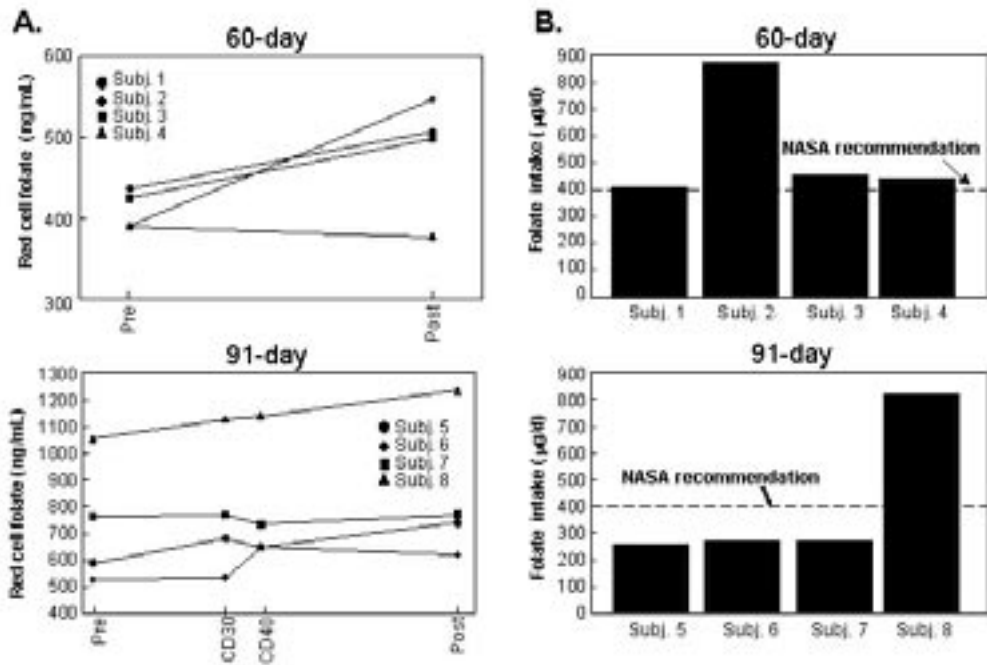 A.
60-day
Red cell folate (ng/mL)
600
500
400
300
Subj. 1
Subj. 2
Subj. 3
Subj. 4
Pre
Post
B.
60-day
Folate intake ( µg/d)
900
800
700
600
500
400
300
200
100
0
NASA recommendation
Subj. 1
Subj. 2
Subj. 3
Subj. 4
91-day
Red cell folate (ng/mL)
1300
1200
1100
1000
900
800
700
600
500
400
Subj. 5
Subj. 6
Subj. 7
Subj. 8
Pre
CD30
CD40
Post
91-day
Folate intake ( µg/d)
900
800
700
600
500
400
300
200
100
0
NASA recommendation
Subj. 5
Subj. 6
Subj. 7
Subj. 8